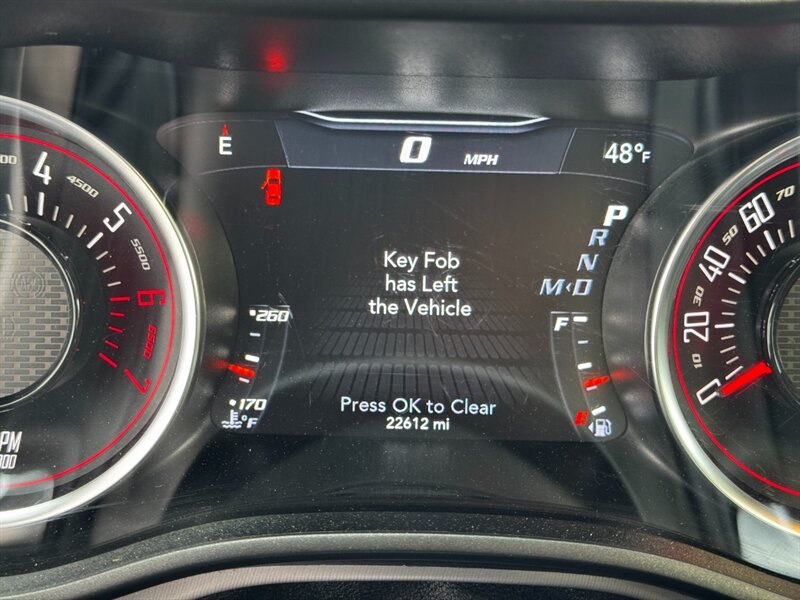 E
0 MPH
48°F
P
R
N
M<D
Key Fob
has Left
the Vehicle
Press OK to Clear
22612 mi
260
170
°F
F
E
4
4500
5
5500
6
6500
7
0
10
20
30
40
50
60
70